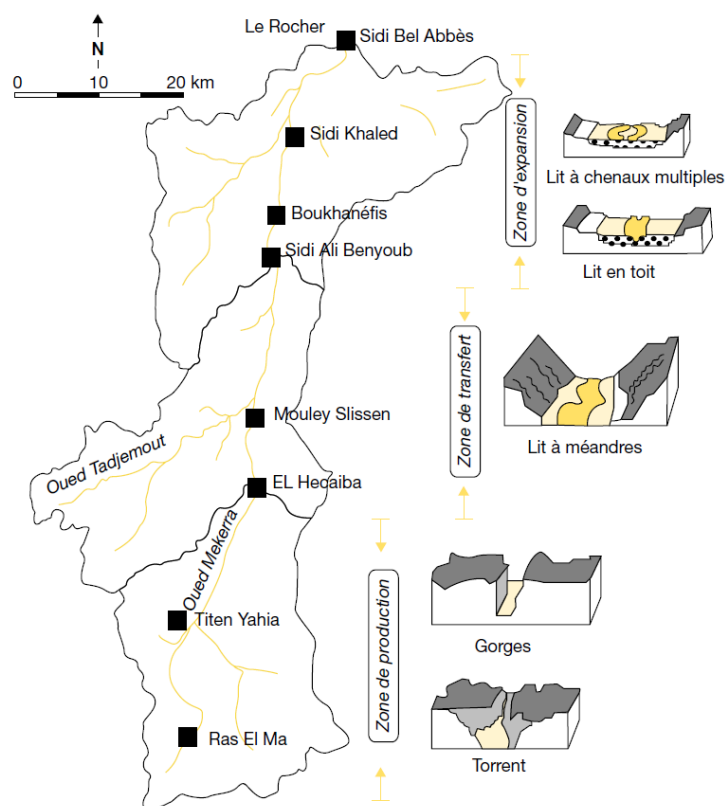 Le Rocher
Sidi Bel Abbès
N
0 10 20 km
Sidi Khaled
Boukhanéfis
Sidi Ali Benyoub
Mouley Slissen
Oued Tadjemout
EL Hecaiba
Oued Mekerra
Titen Yahia
Ras El Ma
Zone d'expansion
Lit à chenaux multiples
Lit en toit
Zone de transfert
Lit à méandres
Zone de production
Gorges
Torrent